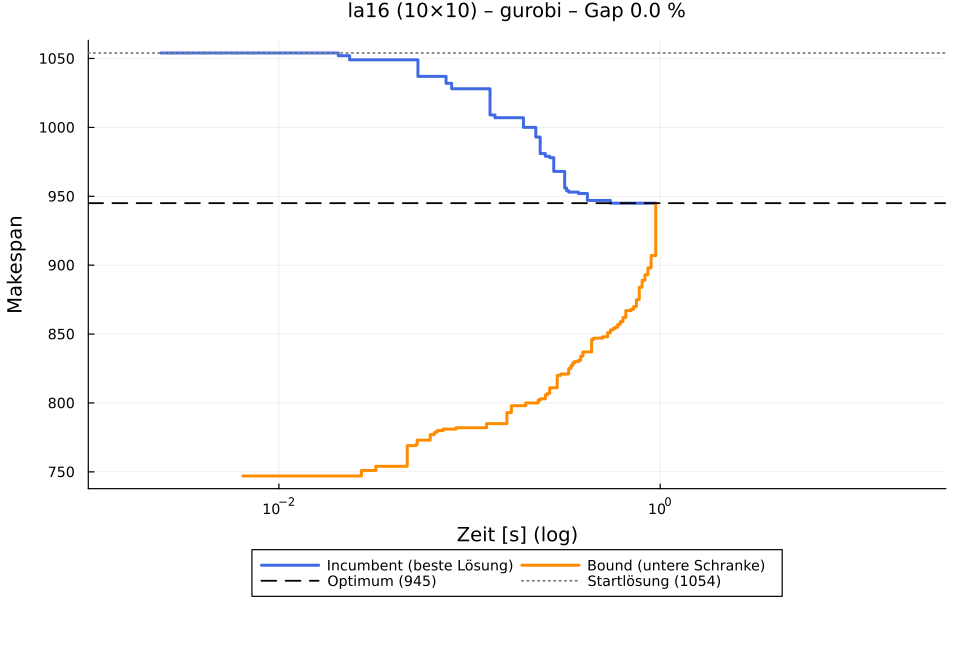 la16 (10×10) – gurobi – Gap 0.0 %
Makespan
1050
1000
950
900
850
800
750
10⁻²
10⁰
Zeit [s] (log)
Incumbent (beste Lösung)
Bound (untere Schranke)
Optimum (945)
Startlösung (1054)